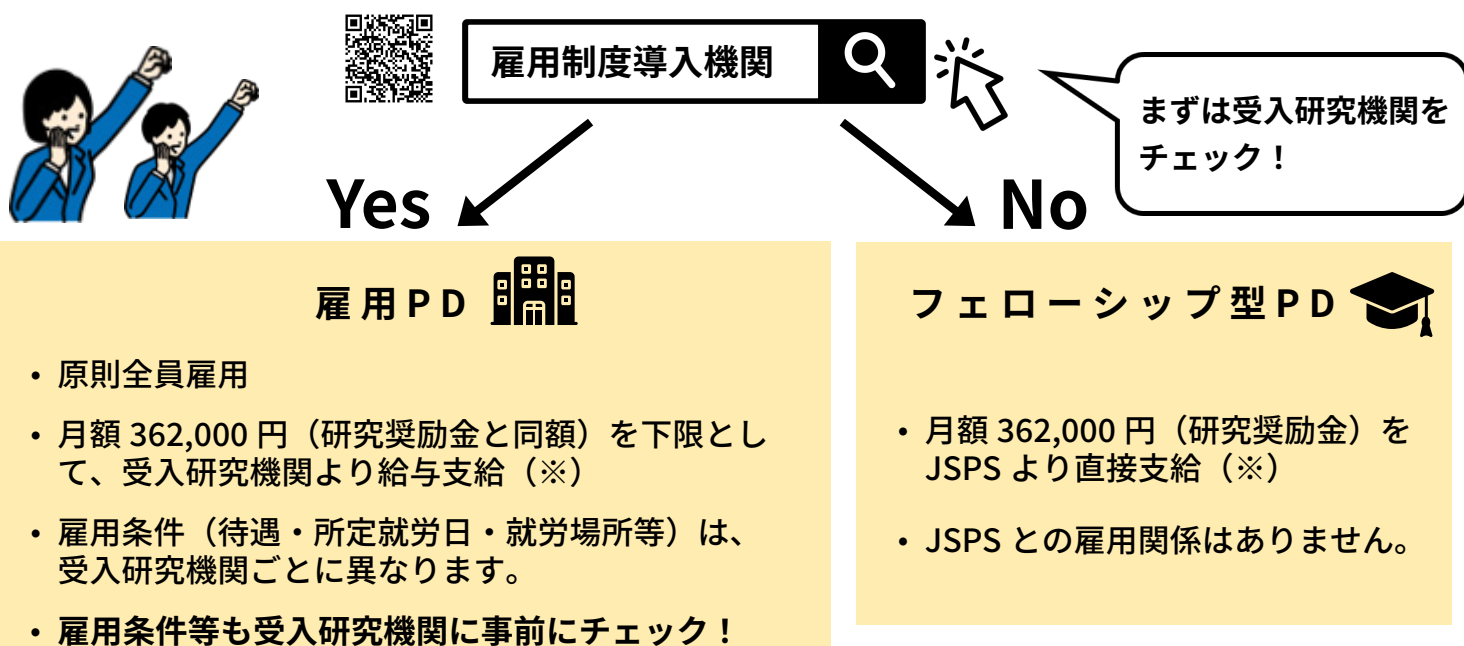 雇用制度導入機関
まずは受入研究機関を
チェック！
Yes
No
雇用PD
・原則全員雇用
・月額 362,000 円（研究奨励金と同額）を下限とし
て、受入研究機関より給与支給（※）
・雇用条件（待遇・所定就労日・就労場所等）は、
受入研究機関ごとに異なります。
・雇用条件等も受入研究機関に事前にチェック！
フェローシップ型PD
・月額 362,000 円（研究奨励金）を
JSPS より直接支給（※）
・JSPS との雇用関係はありません。